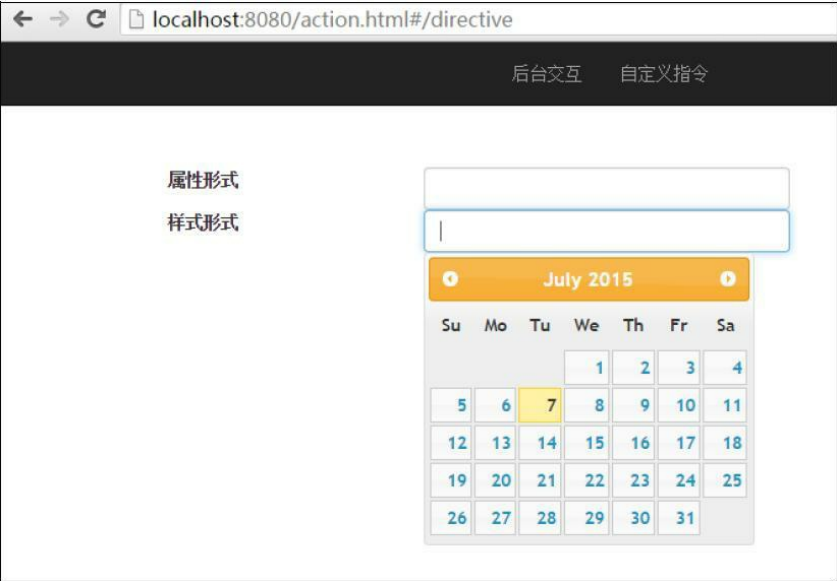 localhost:8080/action.html#/directive
后台交互 自定义指令
属性形式
样式形式
July 2015
Su Mo Tu We Th Fr Sa
1 2 3 4
5 6 7 8 9 10 11
12 13 14 15 16 17 18
19 20 21 22 23 24 25
26 27 28 29 30 31